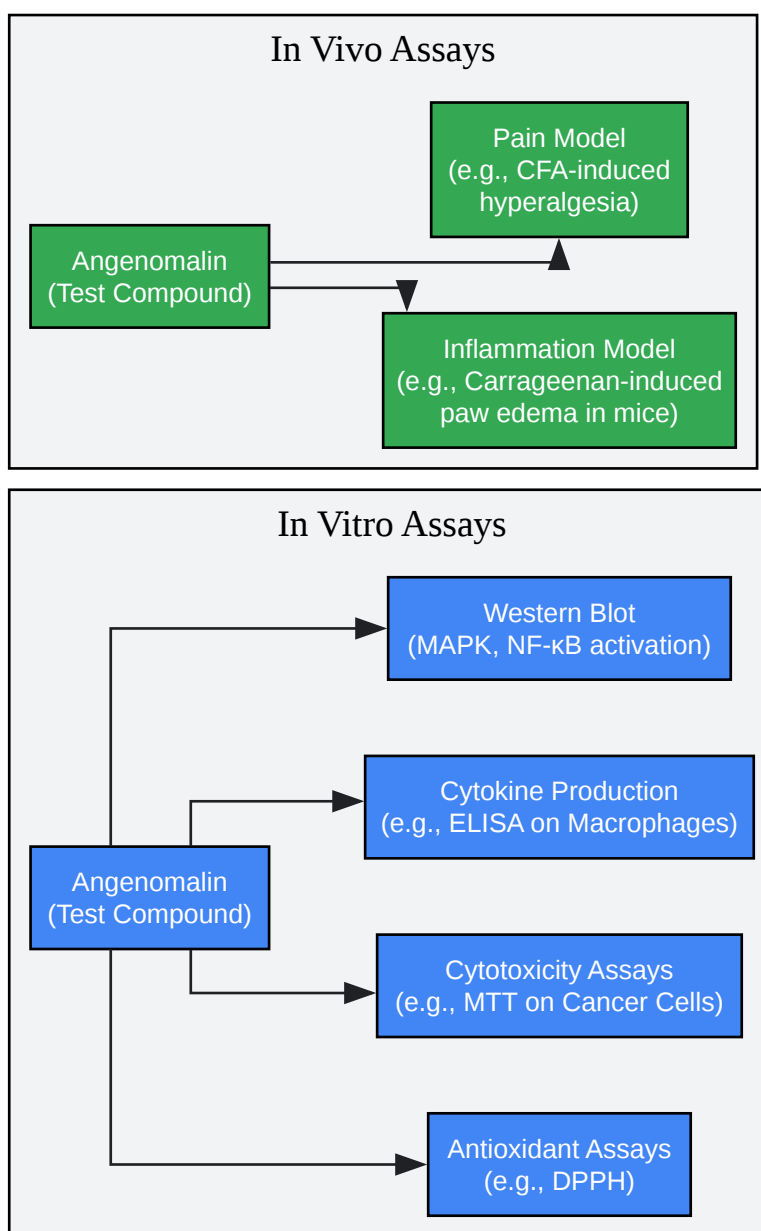 In Vivo Assays
Pain Model
(e.g., CFA-induced
hyperalgesia)
Angenomalin
(Test Compound)
Inflammation Model
(e.g., Carrageenan-induced
paw edema in mice)
In Vitro Assays
Western Blot
(MAPK, NF-κB activation)
Cytokine Production
(e.g., ELISA on Macrophages)
Angenomalin
(Test Compound)
Cytotoxicity Assays
(e.g., MTT on Cancer Cells)
Antioxidant Assays
(e.g., DPPH)